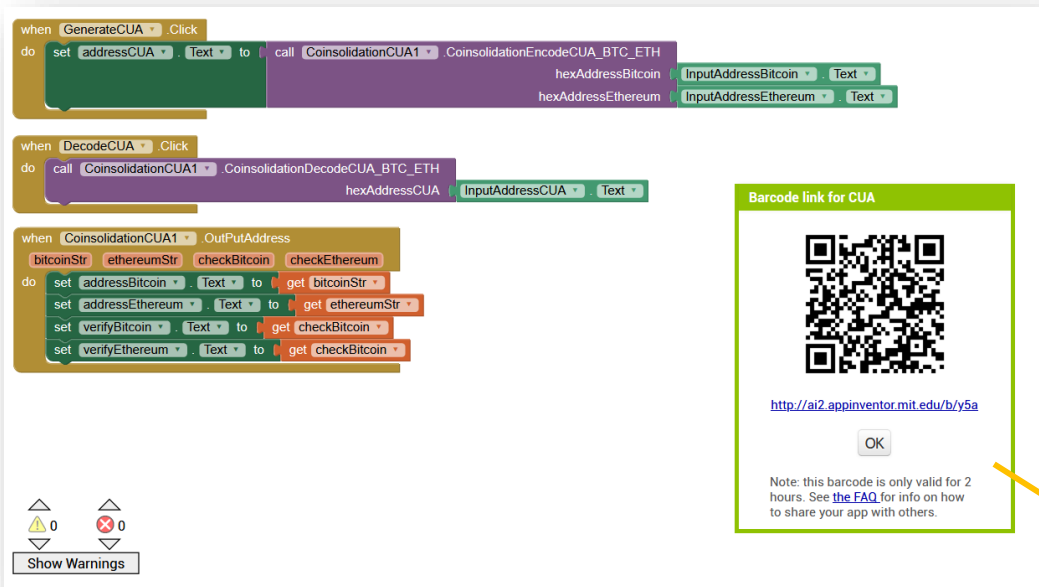 when GenerateCUA .Click
do set addressCUA . Text to call CoinsolidationCUA1 .CoinsolidationEncodeCUA_BTC_ETH
hexAddressBitcoin InputAddressBitcoin . Text
hexAddressEthereum InputAddressEthereum . Text
when DecodeCUA .Click
do call CoinsolidationCUA1 .CoinsolidationDecodeCUA_BTC_ETH
hexAddressCUA InputAddressCUA . Text
when CoinsolidationCUA1 .OutPutAddress
bitcoinStr ethereumStr checkBitcoin checkEthereum
do set addressBitcoin . Text to get bitcoinStr
set addressEthereum . Text to get ethereumStr
set verifyBitcoin . Text to get checkBitcoin
set verifyEthereum . Text to get checkBitcoin
Barcode link for CUA
http://ai2.appinventor.mit.edu/b/y5a
OK
Note: this barcode is only valid for 2
hours. See the FAQ for info on how
to share your app with others.
0 0
Show Warnings